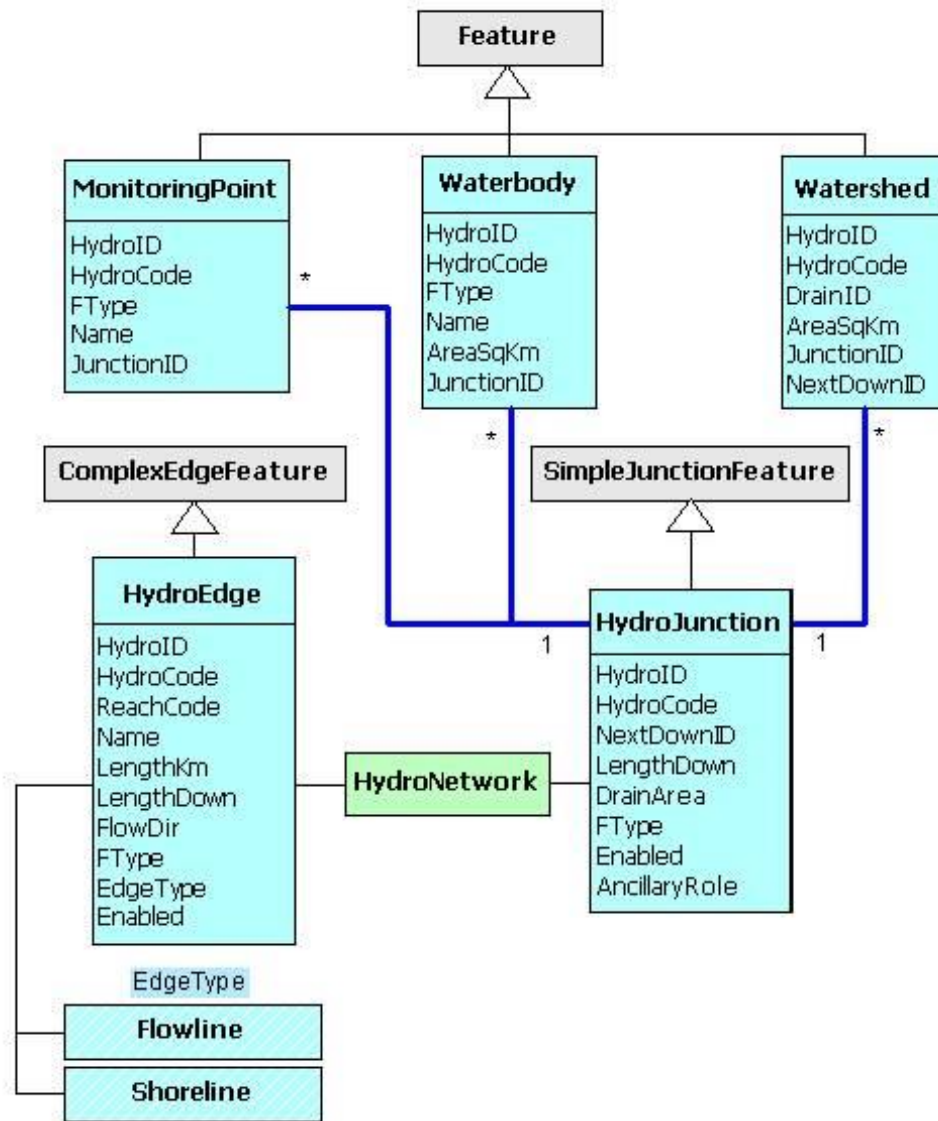 Feature
MonitoringPoint
HydroID
HydroCode
FType
Name
JunctionID
*
Waterbody
HydroID
HydroCode
FType
Name
AreaSqKm
JunctionID
*
Watershed
HydroID
HydroCode
DrainID
AreaSqKm
JunctionID
NextDownID
*
ComplexEdgeFeature
SimpleJunctionFeature
HydroEdge
HydroID
HydroCode
ReachCode
Name
LengthKm
LengthDown
FlowDir
FType
EdgeType
Enabled
HydroNetwork
1
HydroJunction
HydroID
HydroCode
NextDownID
LengthDown
DrainArea
FType
Enabled
AncillaryRole
1
EdgeType
Flowline
Shoreline